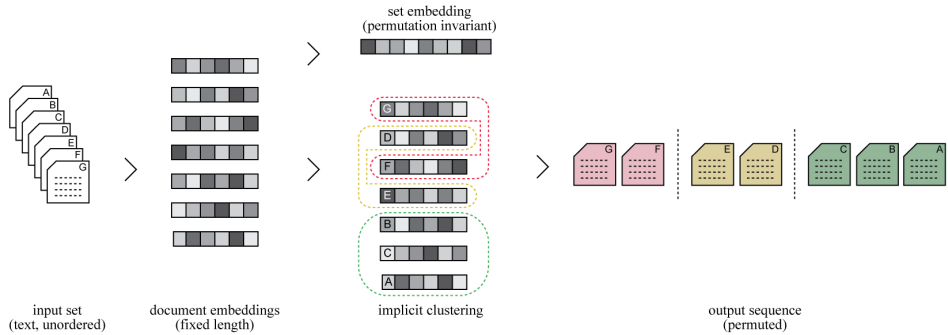 set embedding
(permutation invariant)
A
B
C
D
E
F
G
G
D
F
E
B
C
A
G
F
E
D
C
B
A
input set
(text, unordered)
document embeddings
(fixed length)
implicit clustering
output sequence
(permuted)